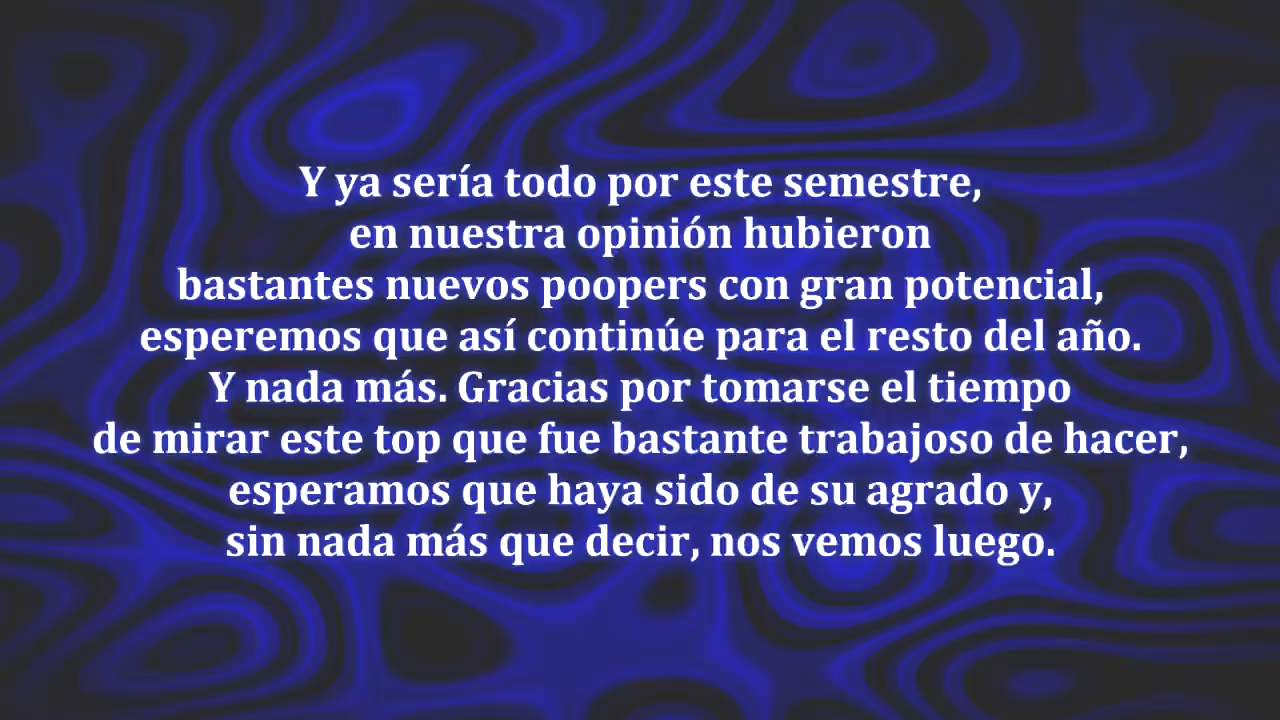 Y ya sería todo por este semestre,
en nuestra opinión hubieron
bastantes nuevos poopers con gran potencial,
esperemos que así continúe para el resto del año.
Y nada más. Gracias por tomarse el tiempo
de mirar este top que fue bastante trabajoso de hacer,
esperamos que haya sido de su agrado y,
sin nada más que decir, nos vemos luego.